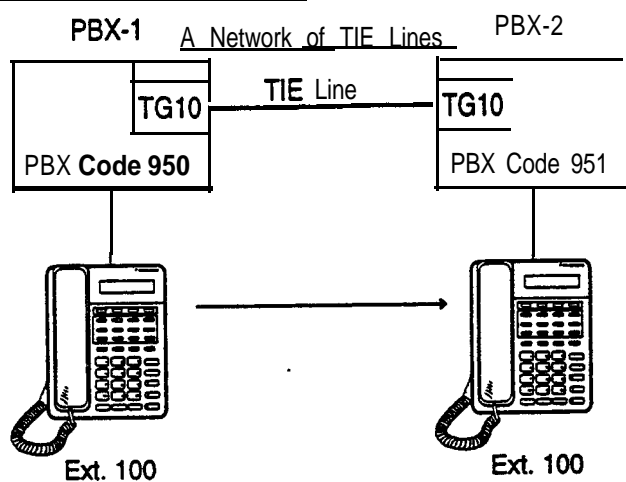 PBX-1 A Network of TIE Lines PBX-2
TG10 TIE Line TG10
PBX Code 950 PBX Code 951
Ext. 100 Ext. 100